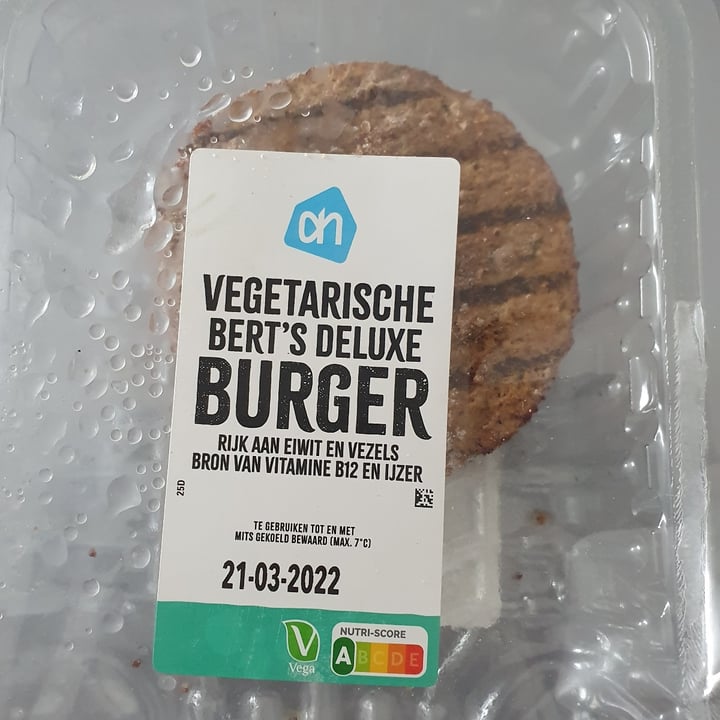 ah
VEGETARISCHE
BERT'S DELUXE
BURGER
RIJK AAN EIWIT EN VEZELS
BRON VAN VITAMINE B12 EN IJZER
25D
TE GEBRUIKEN TOT EN MET
MITS GEKOELD BEWAARD (MAX. 7°C)
21-03-2022
V
Vega
NUTRI-SCORE
A B C D E